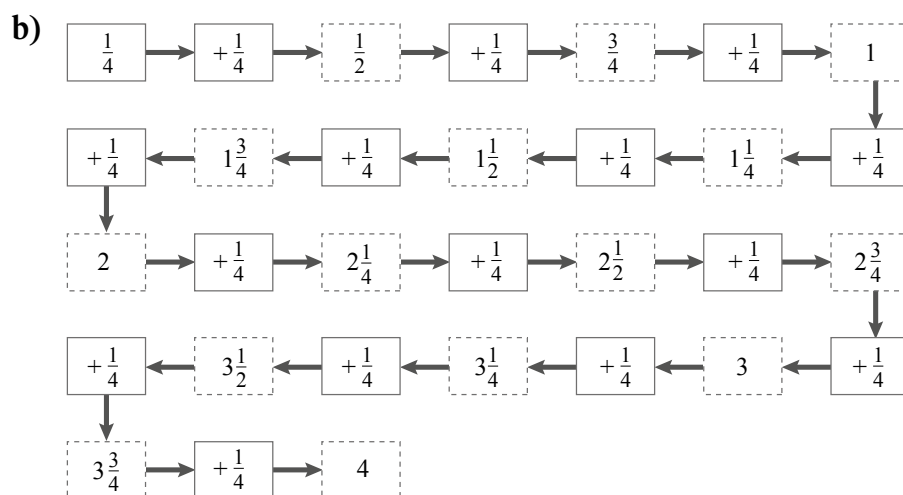 b) 1/4 + 1/4 1/2 + 1/4 3/4 + 1/4 1
+ 1/4 1 3/4 + 1/4 1 1/2 + 1/4 1 1/4 + 1/4
2 + 1/4 2 1/4 + 1/4 2 1/2 + 1/4 2 3/4
+ 1/4 3 1/2 + 1/4 3 1/4 + 1/4 3 + 1/4
3 3/4 + 1/4 4